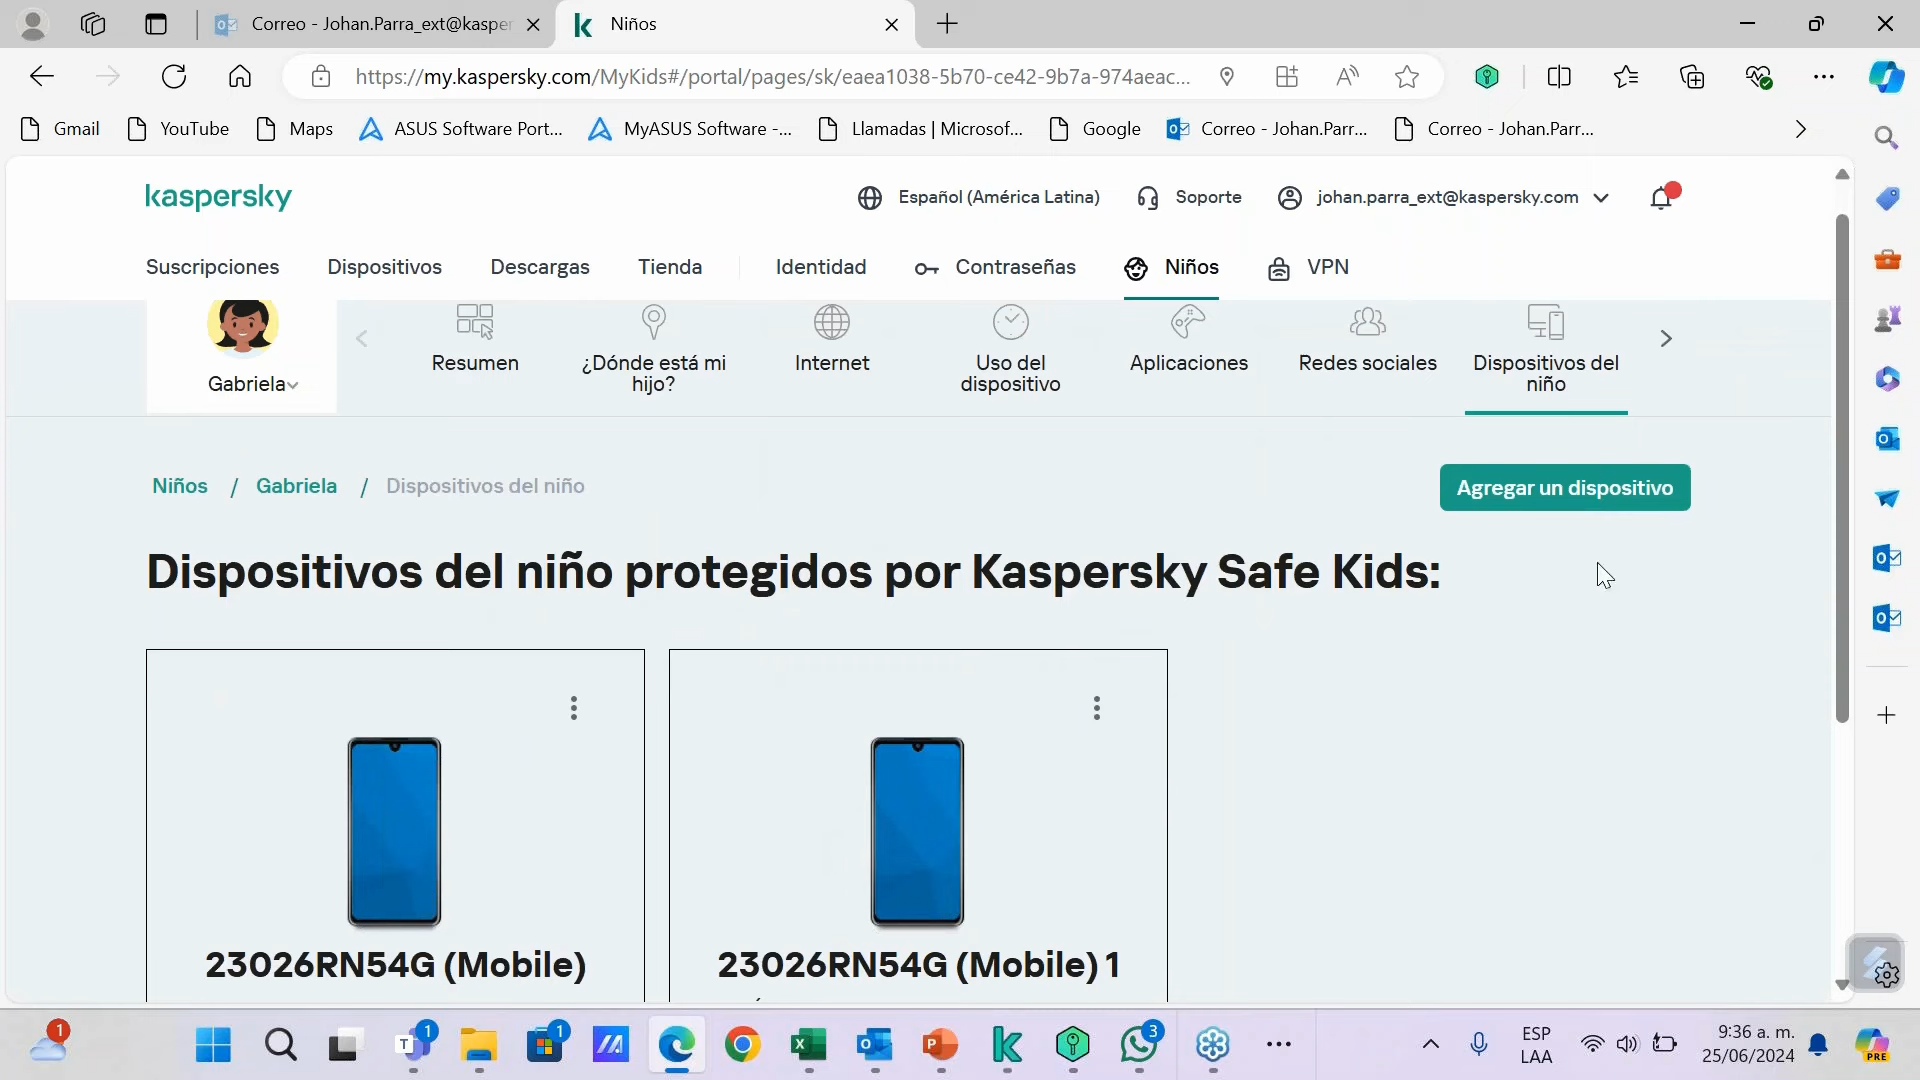 Correo - Johan.Parra_ext@kasper
Niños
https://my.kaspersky.com/MyKids#/portal/pages/sk/eaea1038-5b70-ce42-9b7a-974aeac...
Gmail
YouTube
Maps
ASUS Software Port...
MyASUS Software -...
Llamadas | Microsof...
Google
Correo - Johan.Parr...
Correo - Johan.Parr...
kaspersky
Español (América Latina)
Soporte
johan.parra_ext@kaspersky.com
Suscripciones
Dispositivos
Descargas
Tienda
Identidad
Contraseñas
Niños
VPN
Gabriela
Resumen
¿Dónde está mi
hijo?
Internet
Uso del
dispositivo
Aplicaciones
Redes sociales
Dispositivos del
niño
Niños / Gabriela / Dispositivos del niño
Agregar un dispositivo
Dispositivos del niño protegidos por Kaspersky Safe Kids:
23026RN54G (Mobile)
23026RN54G (Mobile) 1
1
1
1
3
ESP
LAA
9:36 a. m.
25/06/2024
PRE